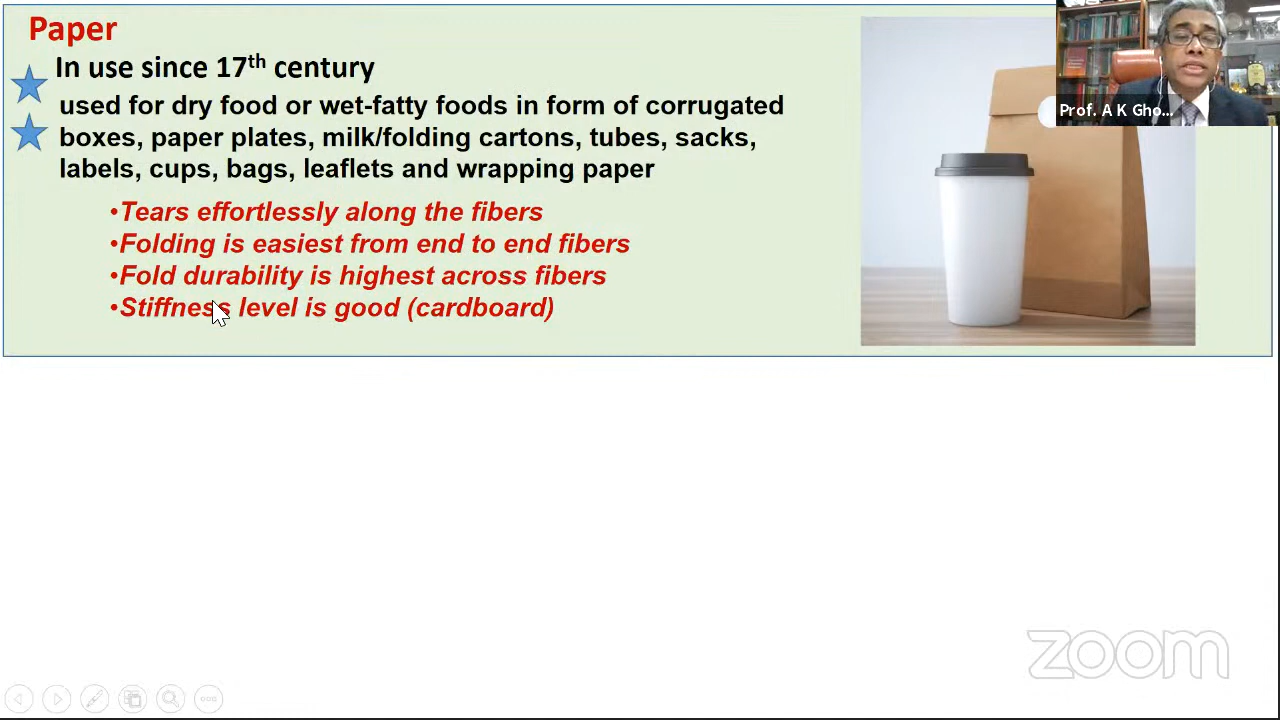 Paper
In use since 17th century
used for dry food or wet-fatty foods in form of corrugated
boxes, paper plates, milk/folding cartons, tubes, sacks,
labels, cups, bags, leaflets and wrapping paper
•Tears effortlessly along the fibers
•Folding is easiest from end to end fibers
•Fold durability is highest across fibers
•Stiffness level is good (cardboard)
Prof. A K Gho...
zoom